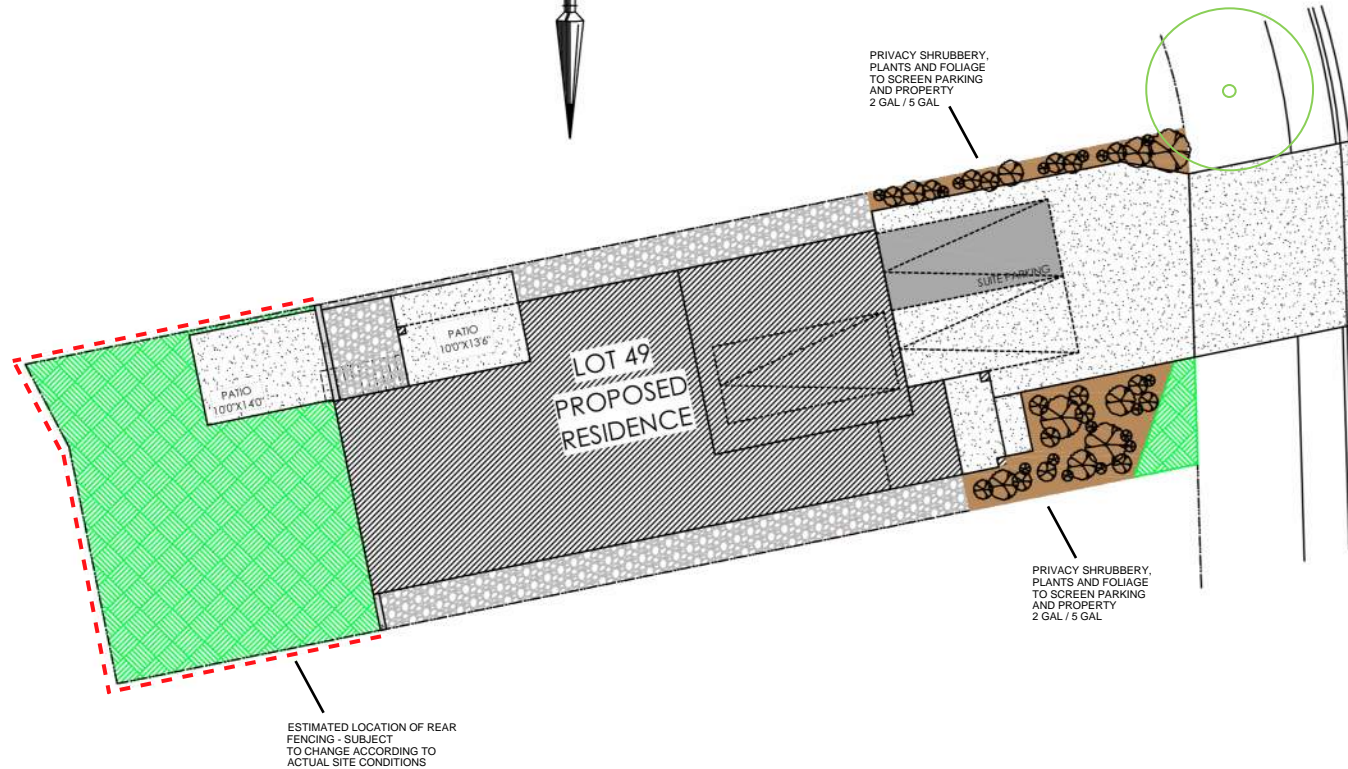 PRIVACY SHRUBBERY,
PLANTS AND FOLIAGE
TO SCREEN PARKING
AND PROPERTY
2 GAL / 5 GAL
SUITE PARKING
PATIO
10'0"X13'6"
LOT 49
PROPOSED
RESIDENCE
PATIO
10'0"X14'0"
PRIVACY SHRUBBERY,
PLANTS AND FOLIAGE
TO SCREEN PARKING
AND PROPERTY
2 GAL / 5 GAL
ESTIMATED LOCATION OF REAR
FENCING - SUBJECT
TO CHANGE ACCORDING TO
ACTUAL SITE CONDITIONS